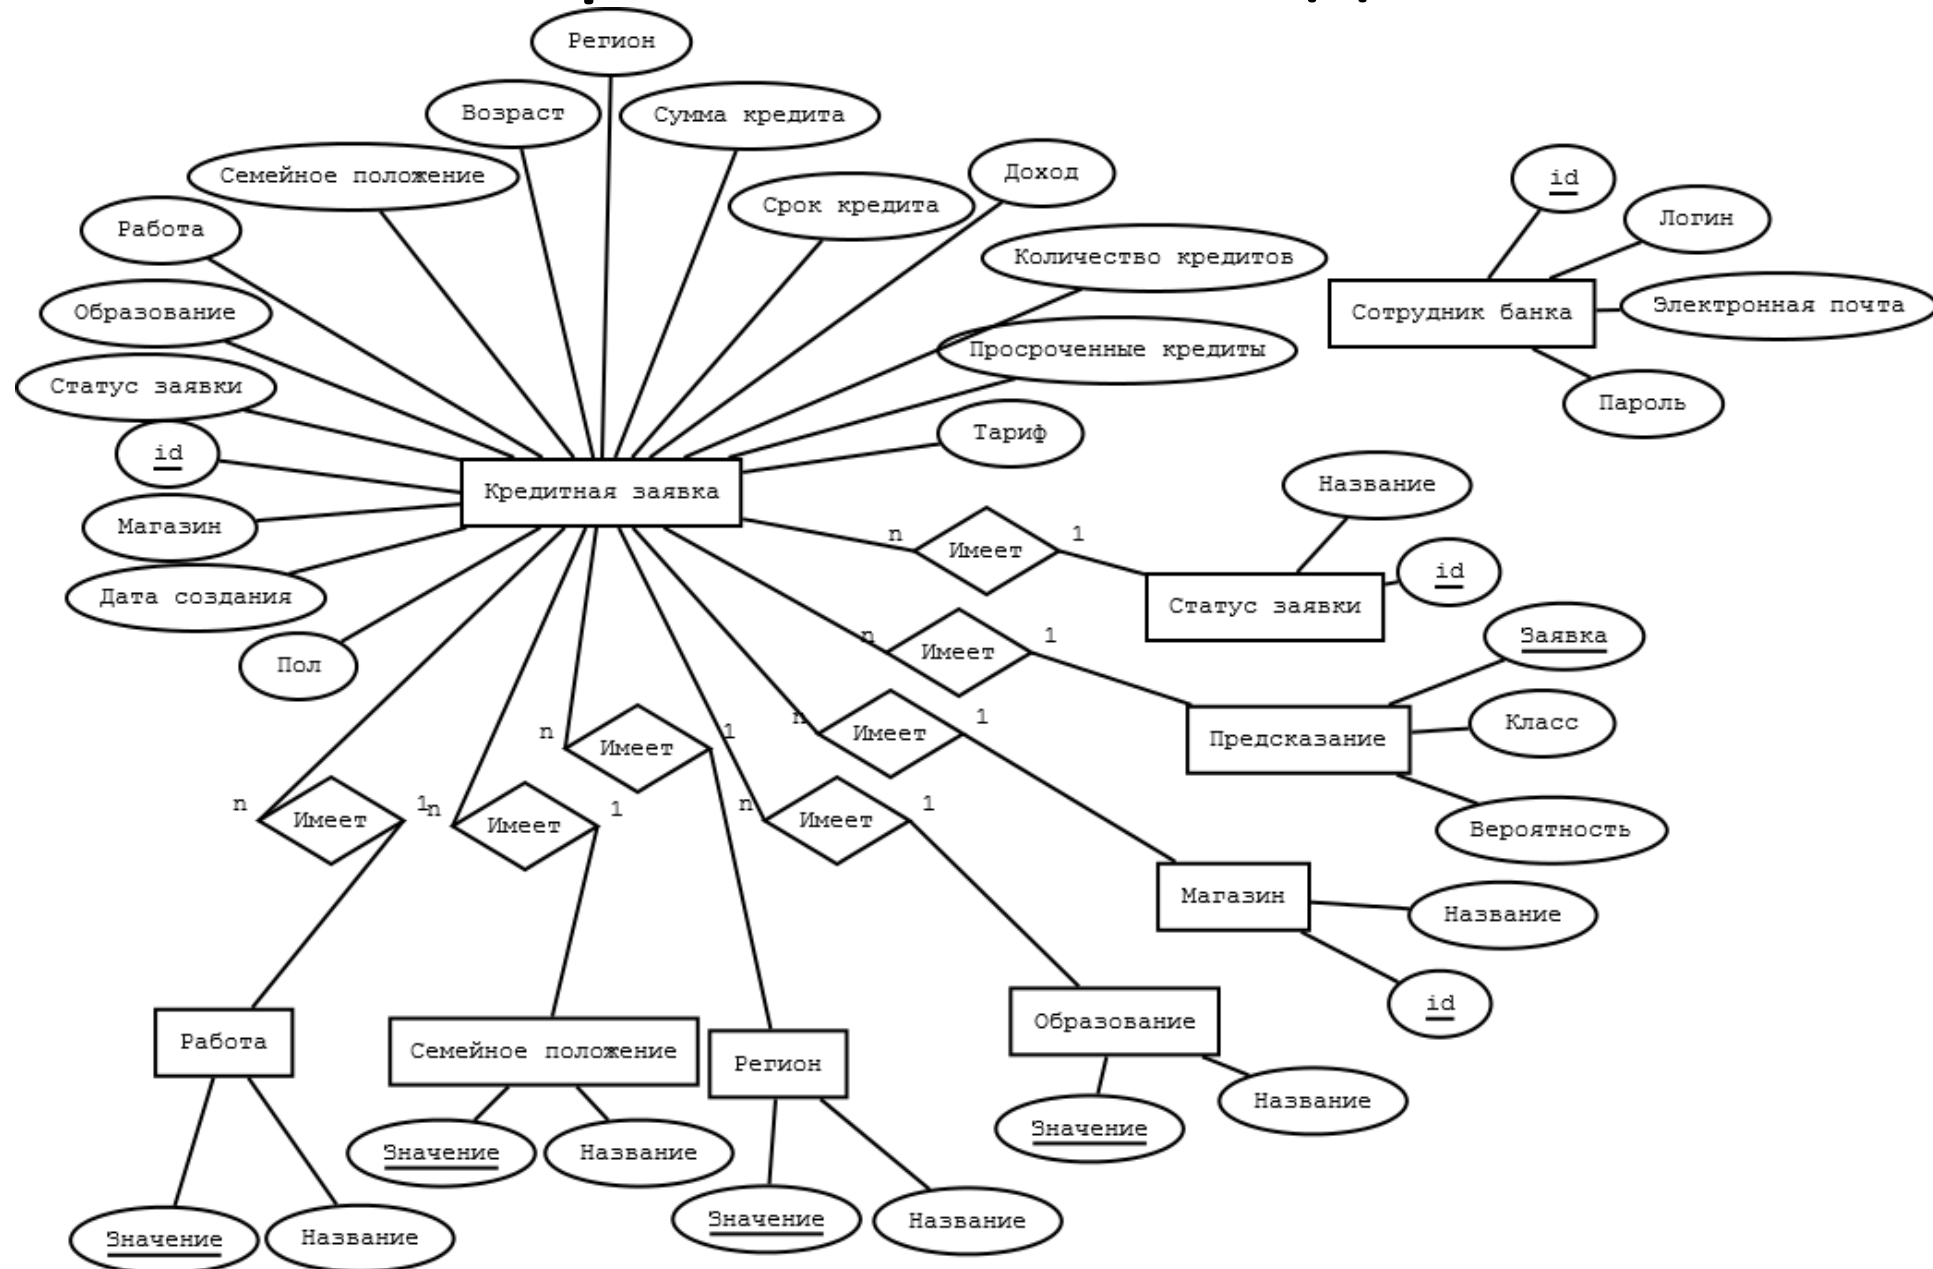 Регион
Возраст
Сумма кредита
Семейное положение
Доход
Срок кредита
Работа
Количество кредитов
Образование
Просроченные кредиты
Статус заявки
Тариф
id
Кредитная заявка
Магазин
Дата создания
Пол
id
Логин
Сотрудник банка
Электронная почта
Пароль
n
Имеет
1
Название
id
Статус заявки
n
Имеет
1
Заявка
Предсказание
Класс
Вероятность
n
Имеет
1
Магазин
Название
id
n
Имеет
1
n
Имеет
1
n
Имеет
1
n
Имеет
1
Работа
Значение
Название
Семейное положение
Значение
Название
Регион
Значение
Название
Образование
Значение
Название